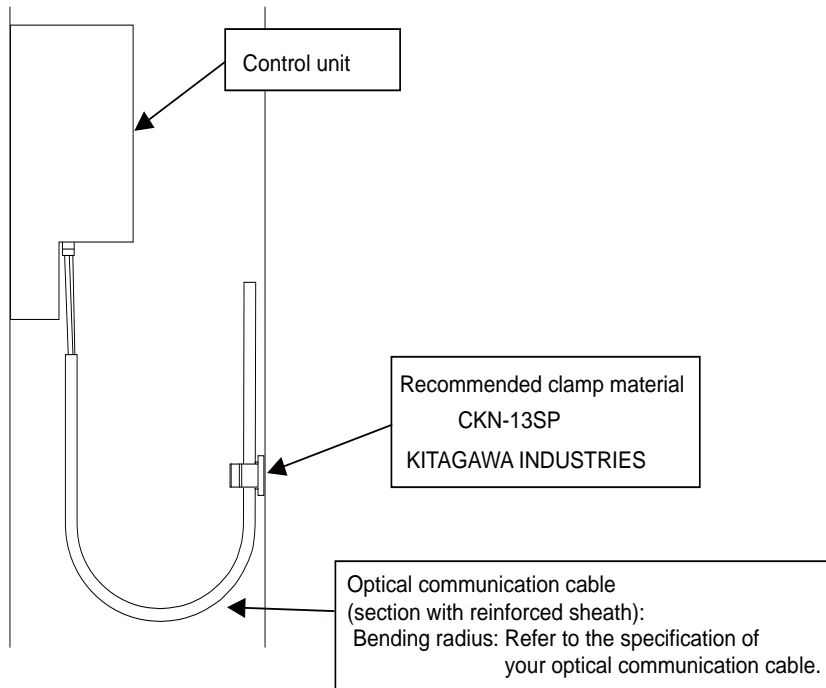 Control unit
Recommended clamp material
CKN-13SP
KITAGAWA INDUSTRIES
Optical communication cable
(section with reinforced sheath):
Bending radius: Refer to the specification of
your optical communication cable.